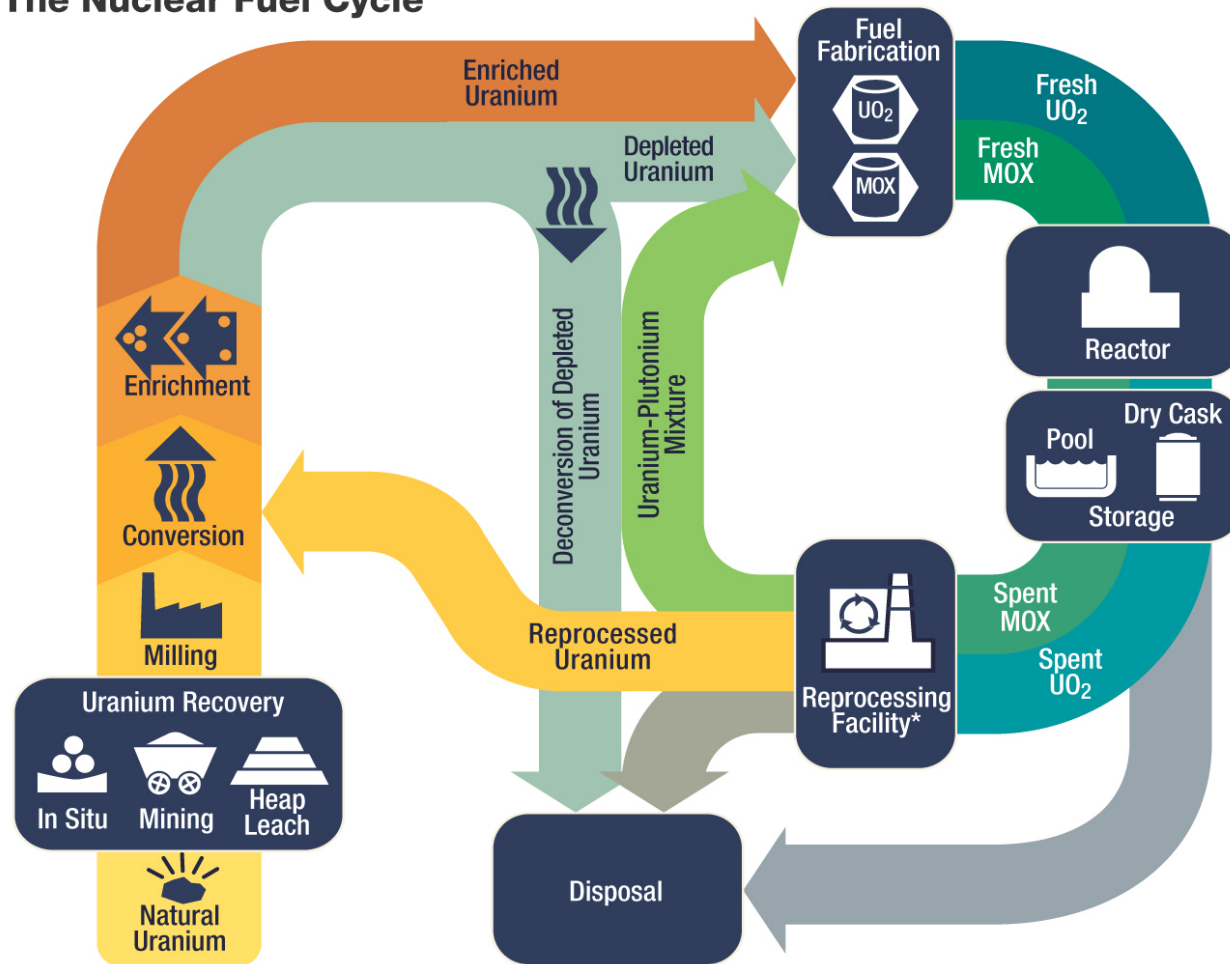 The Nuclear Fuel Cycle
Fuel
Fabrication
UO2
MOX
Enriched
Uranium
Depleted
Uranium
Fresh
UO2
Fresh
MOX
Reactor
Enrichment
Deconversion of Depleted
Uranium
Uranium-Plutonium
Mixture
Dry Cask
Pool
Storage
Conversion
Milling
Reprocessed
Uranium
Reprocessing
Facility*
Spent
MOX
Spent
UO2
Uranium Recovery
In Situ
Mining
Heap
Leach
Disposal
Natural
Uranium